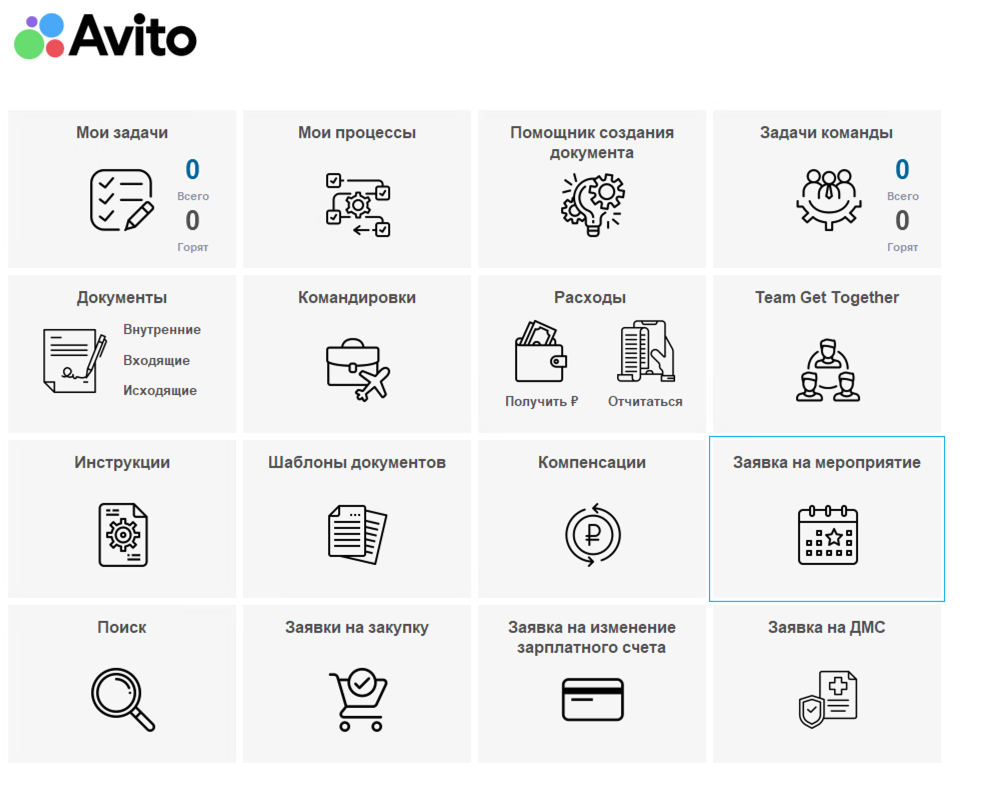 Avito
Мои задачи
0
Всего
0
Горят
Мои процессы
Помощник создания
документа
Задачи команды
0
Всего
0
Горят
Документы
Внутренние
Входящие
Исходящие
Командировки
Расходы
Получить ₽
Отчитаться
Team Get Together
Инструкции
Шаблоны документов
Компенсации
₽
Заявка на мероприятие
Поиск
Заявки на закупку
Заявка на изменение
зарплатного счета
Заявка на ДМС